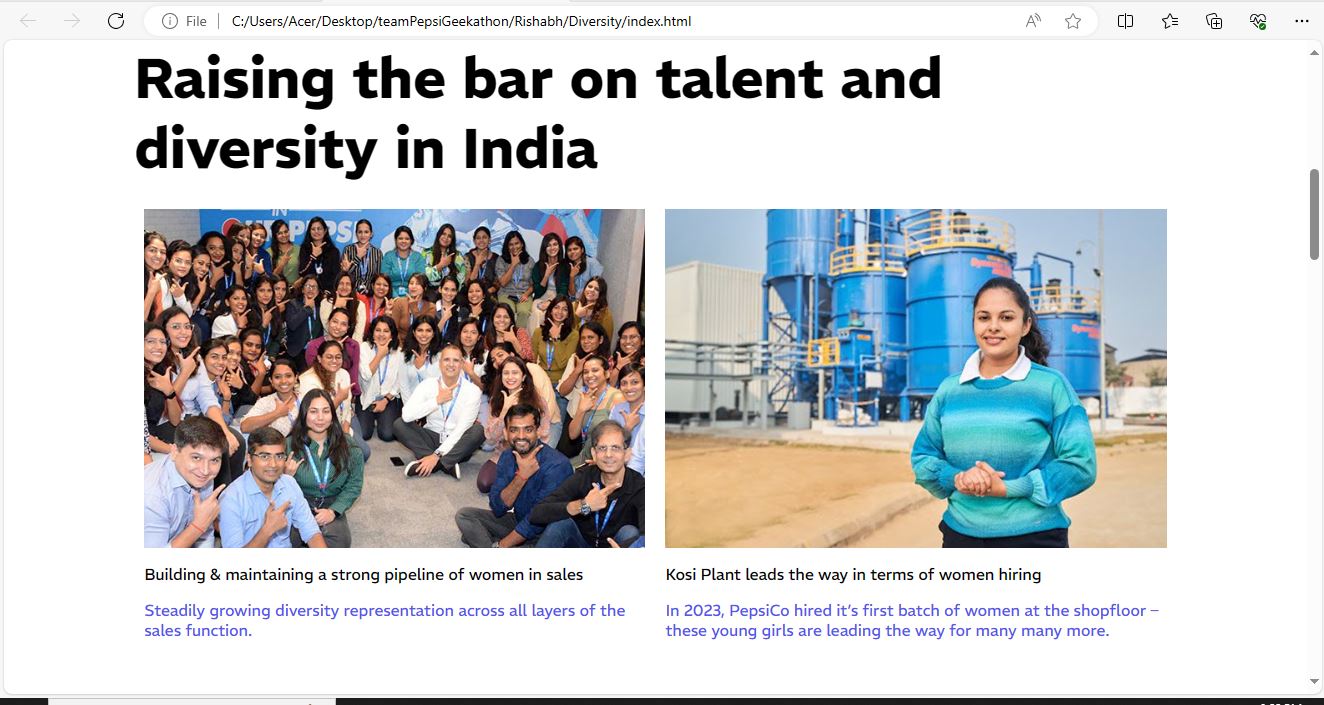 File
C:/Users/Acer/Desktop/teamPepsiGeekathon/Rishabh/Diversity/index.html
Raising the bar on talent and
diversity in India
IN
Building & maintaining a strong pipeline of women in sales
Steadily growing diversity representation across all layers of the
sales function.
Kosi Plant leads the way in terms of women hiring
In 2023, PepsiCo hired it’s first batch of women at the shopfloor –
these young girls are leading the way for many many more.